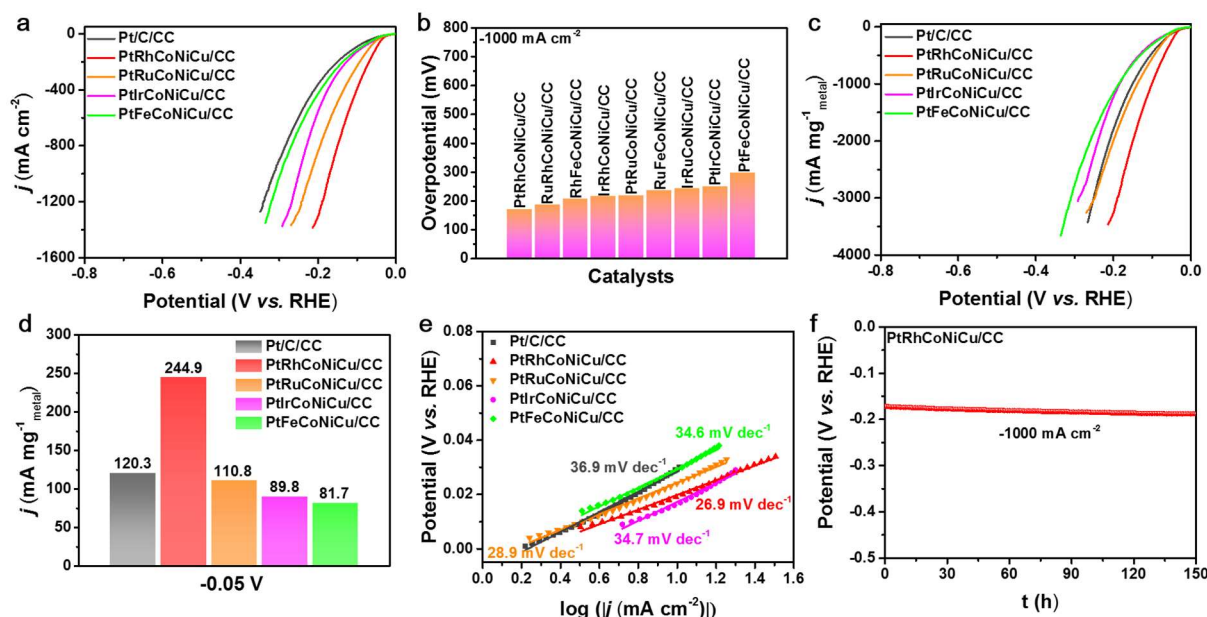 a
0
-400
-800
-1200
-1600
j (mA cm⁻²)
Pt/C/CC
PtRhCoNiCu/CC
PtRuCoNiCu/CC
PtIrCoNiCu/CC
PtFeCoNiCu/CC
-0.8 -0.6 -0.4 -0.2 0.0
Potential (V vs. RHE)
b
800
700
600
500
400
300
200
100
0
Overpotential (mV)
-1000 mA cm⁻²
PtRhCoNiCu/CC
RuRhCoNiCu/CC
RhFeCoNiCu/CC
IrRhCoNiCu/CC
PtRuCoNiCu/CC
RuFeCoNiCu/CC
IrRuCoNiCu/CC
PtIrCoNiCu/CC
PtFeCoNiCu/CC
Catalysts
c
0
-1000
-2000
-3000
-4000
j (mA mg⁻¹metal)
Pt/C/CC
PtRhCoNiCu/CC
PtRuCoNiCu/CC
PtIrCoNiCu/CC
PtFeCoNiCu/CC
-0.8 -0.6 -0.4 -0.2 0.0
Potential (V vs. RHE)
d
300
250
200
150
100
50
0
j (mA mg⁻¹metal)
120.3
244.9
110.8
89.8
81.7
Pt/C/CC
PtRhCoNiCu/CC
PtRuCoNiCu/CC
PtIrCoNiCu/CC
PtFeCoNiCu/CC
-0.05 V
e
0.08
0.06
0.04
0.02
0.00
Potential (V vs. RHE)
Pt/C/CC
PtRhCoNiCu/CC
PtRuCoNiCu/CC
PtIrCoNiCu/CC
PtFeCoNiCu/CC
34.6 mV dec⁻¹
36.9 mV dec⁻¹
26.9 mV dec⁻¹
34.7 mV dec⁻¹
28.9 mV dec⁻¹
0.0 0.2 0.4 0.6 0.8 1.0 1.2 1.4 1.6
log (|j (mA cm⁻²)|)
f
0.0
-0.1
-0.2
-0.3
-0.4
-0.5
Potential (V vs. RHE)
PtRhCoNiCu/CC
-1000 mA cm⁻²
0 30 60 90 120 150
t (h)